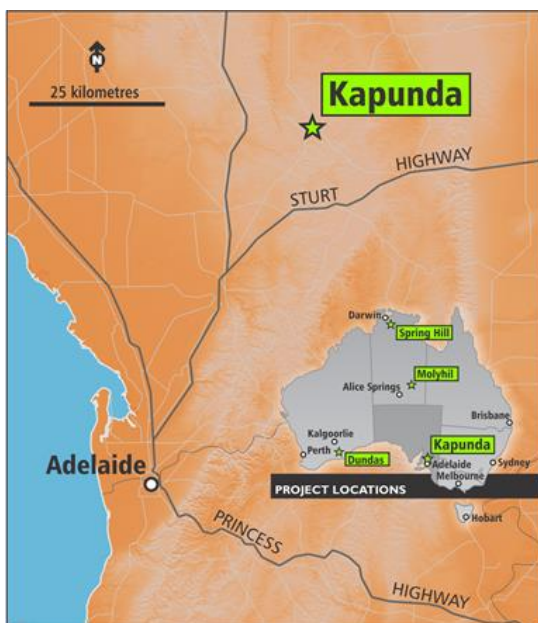 N
25 kilometres
Kapunda
HIGHWAY
STURT
Darwin
Spring Hill
Molyhil
Alice Springs
Brisbane
Kalgoorlie
Perth
Dundas
Kapunda
Adelaide
Sydney
Melbourne
Adelaide
PROJECT LOCATIONS
Hobart
PRINCESS
HIGHWAY